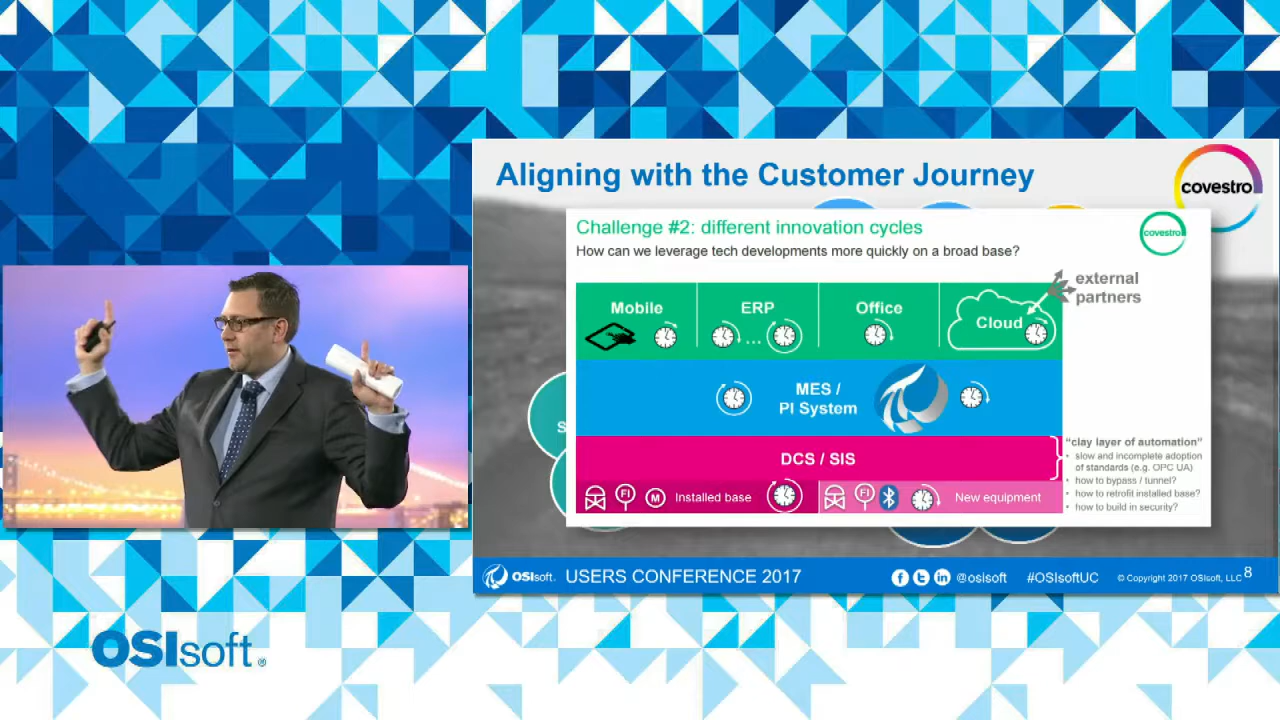 Aligning with the Customer Journey
covestro
Challenge #2: different innovation cycles
covestro
How can we leverage tech developments more quickly on a broad base?
external
partners
Mobile
ERP
Office
Cloud
...
MES /
PI System
DCS / SIS
"clay layer of automation"
• slow and incomplete adoption
of standards (e.g. OPC UA)
• how to bypass / tunnel?
• how to retrofit installed base?
• how to build in security?
FI
M
Installed base
FI
New equipment
S
OSIsoft.
USERS CONFERENCE 2017
@osisoft
#OSIsoftUC
© Copyright 2017 OSIsoft, LLC
8
OSIsoft®